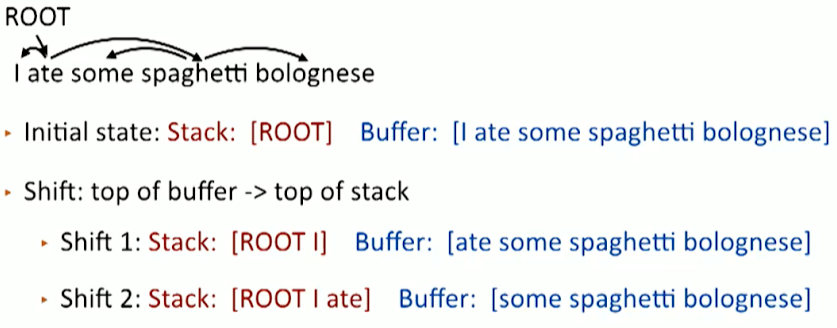 ROOT
I ate some spaghetti bolognese
▸ Initial state: Stack: [ROOT] Buffer: [I ate some spaghetti bolognese]
▸ Shift: top of buffer -> top of stack
▸ Shift 1: Stack: [ROOT I] Buffer: [ate some spaghetti bolognese]
▸ Shift 2: Stack: [ROOT I ate] Buffer: [some spaghetti bolognese]